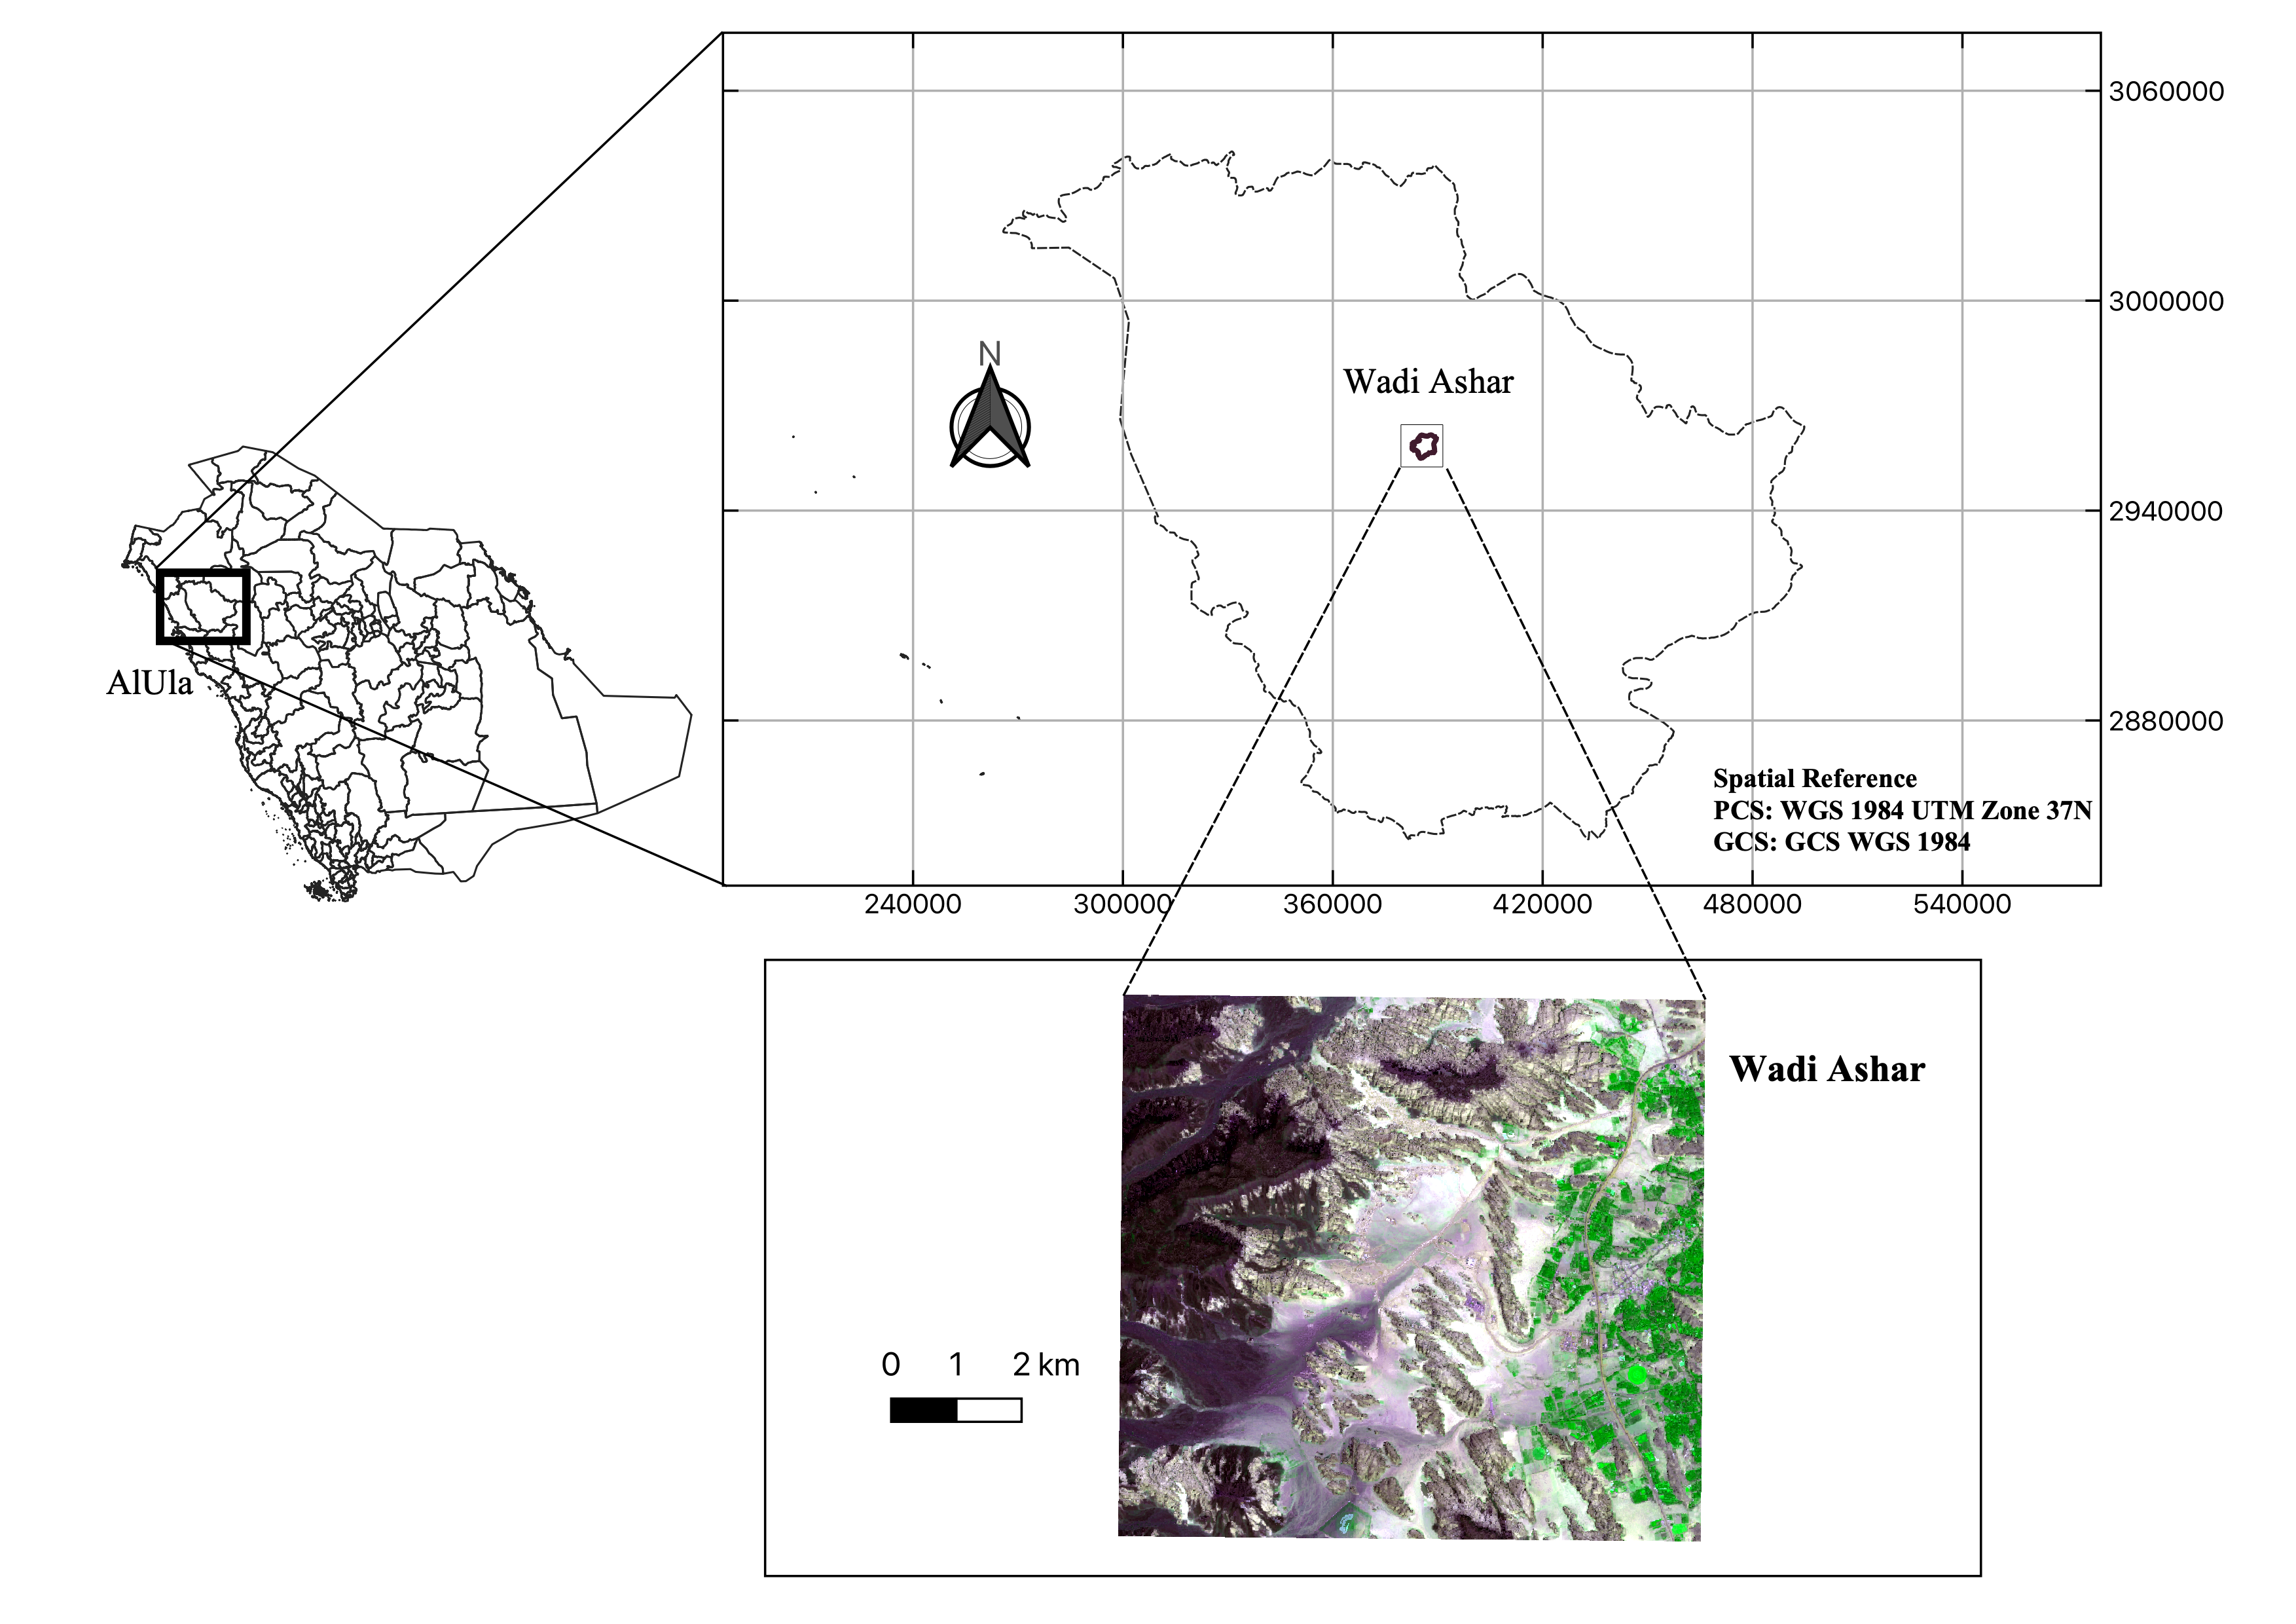 3060000
3000000
N
Wadi Ashar
2940000
AlUla
2880000
Spatial Reference
PCS: WGS 1984 UTM Zone 37N
GCS: GCS WGS 1984
240000 300000 360000 420000 480000 540000
Wadi Ashar
0 1 2 km